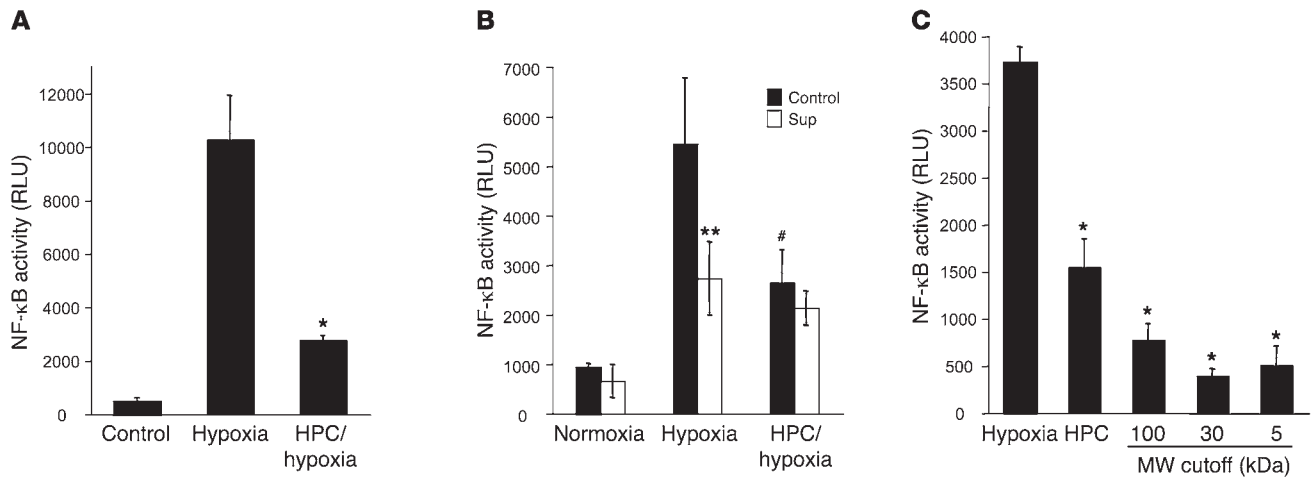 A
NF-κB activity (RLU)
12000
10000
8000
6000
4000
2000
0
*
Control
Hypoxia
HPC/
hypoxia
B
NF-κB activity (RLU)
7000
6000
5000
4000
3000
2000
1000
0
Control
Sup
**
#
Normoxia
Hypoxia
HPC/
hypoxia
C
NF-κB activity (RLU)
4000
3500
3000
2500
2000
1500
1000
500
0
*
*
*
*
Hypoxia HPC 100 30 5
MW cutoff (kDa)